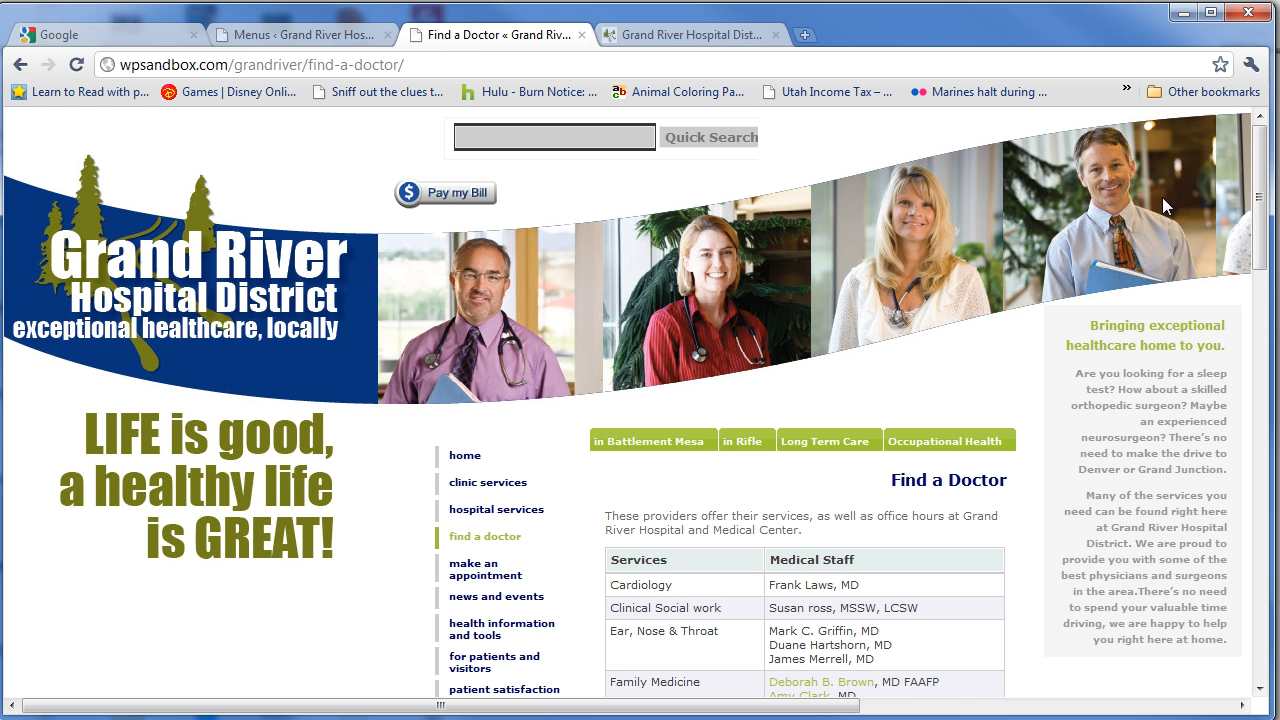 Google
Menus ‹ Grand River Hos...
Find a Doctor « Grand Riv...
Grand River Hospital Dist...
wpsandbox.com/grandriver/find-a-doctor/
Learn to Read with p...
Games | Disney Onli...
Sniff out the clues t...
h Hulu - Burn Notice: ...
Animal Coloring Pa...
Utah Income Tax – ...
Marines halt during ...
»
Other bookmarks
Quick Search
$ Pay my Bill
Grand River
Hospital District
exceptional healthcare, locally
LIFE is good,
a healthy life
is GREAT!
home
clinic services
hospital services
find a doctor
make an
appointment
news and events
health information
and tools
for patients and
visitors
patient satisfaction
in Battlement Mesa
in Rifle
Long Term Care
Occupational Health
Find a Doctor
These providers offer their services, as well as office hours at Grand
River Hospital and Medical Center.
Services Medical Staff
Cardiology Frank Laws, MD
Clinical Social work Susan ross, MSSW, LCSW
Ear, Nose & Throat Mark C. Griffin, MD
Duane Hartshorn, MD
James Merrell, MD
Family Medicine Deborah B. Brown, MD FAAFP
Amy Clark, MD
Bringing exceptional
healthcare home to you.
Are you looking for a sleep
test? How about a skilled
orthopedic surgeon? Maybe
an experienced
neurosurgeon? There's no
need to make the drive to
Denver or Grand Junction.
Many of the services you
need can be found right here
at Grand River Hospital
District. We are proud to
provide you with some of the
best physicians and surgeons
in the area.There's no need
to spend your valuable time
driving, we are happy to help
you right here at home.